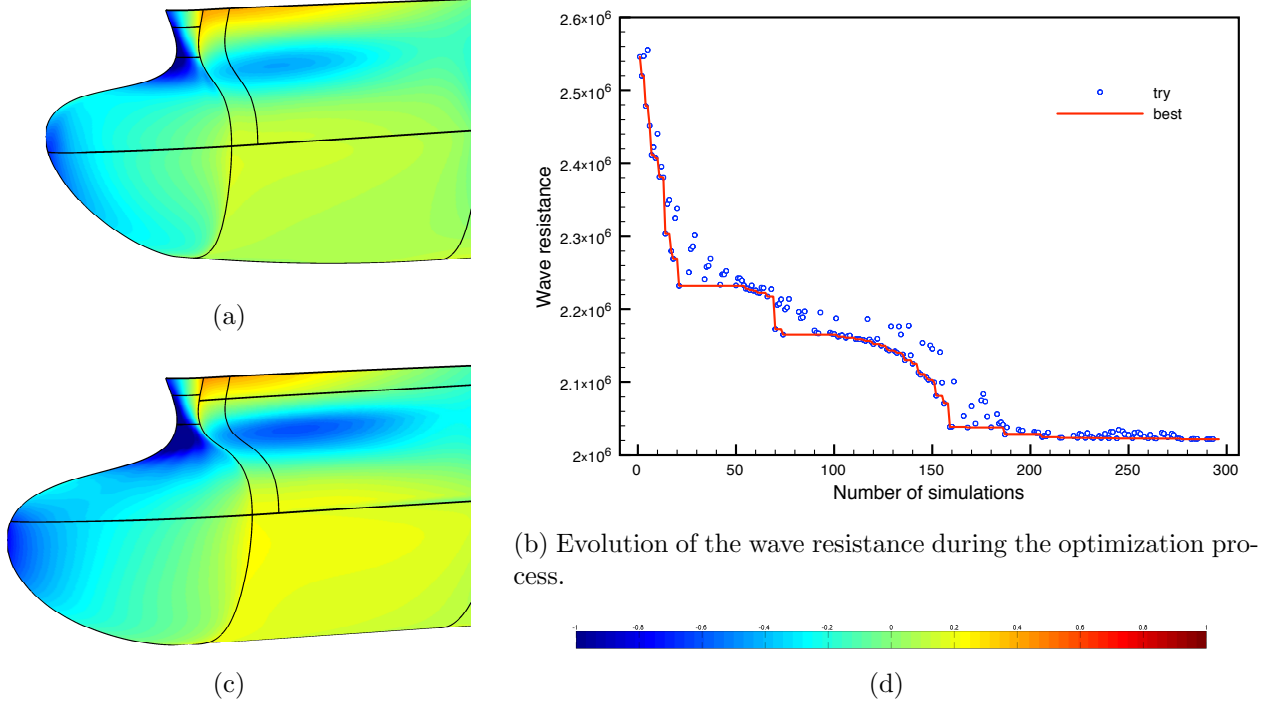 (a)
2.6×10⁶
2.5×10⁶
2.4×10⁶
2.3×10⁶
2.2×10⁶
2.1×10⁶
2×10⁶
Wave resistance
try
best
0 50 100 150 200 250 300
Number of simulations
(b) Evolution of the wave resistance during the optimization pro-
cess.
(c)
-1 -0.8 -0.6 -0.4 -0.2 0 0.2 0.4 0.6 0.8 1
(d)